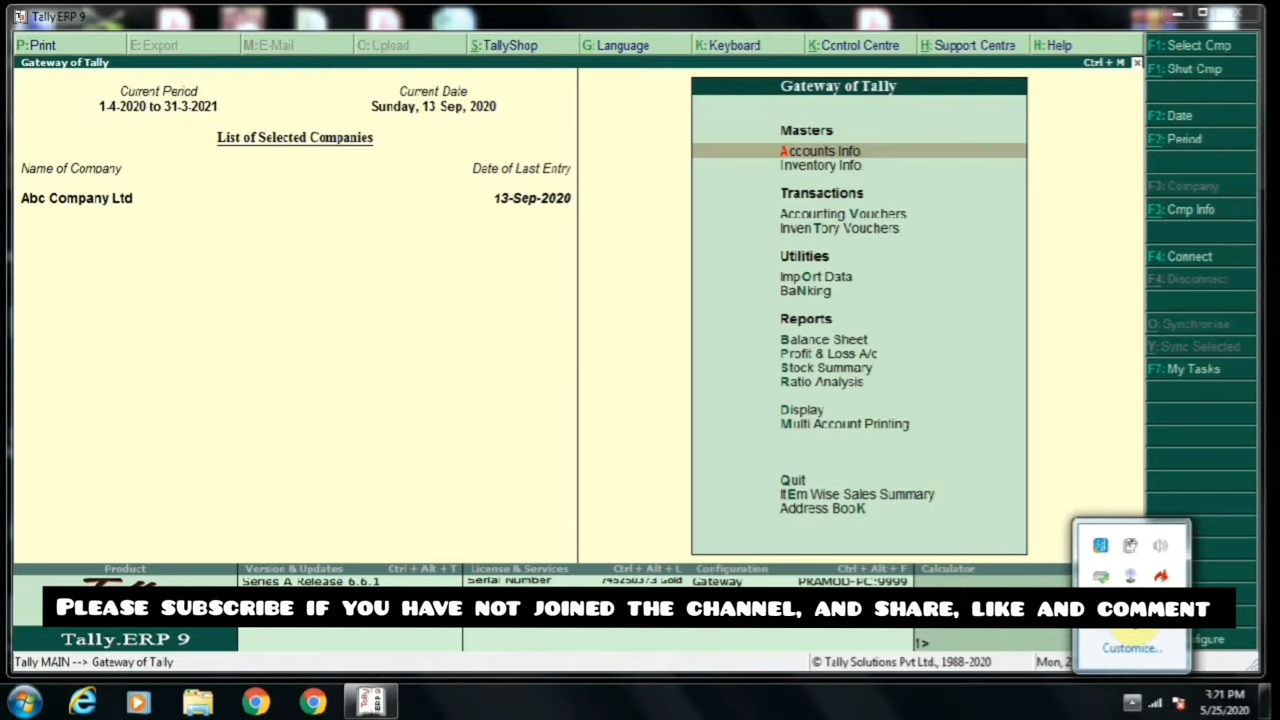 Tally.ERP 9
P:Print
E:Export
M:E-Mail
O:Upload
S:TallyShop
G:Language
K:Keyboard
K:Control Centre
H:Support Centre
H:Help
F1:Select Cmp
F1:Shut Cmp
F2:Date
F2:Period
F3:Company
F3:Cmp Info
F4:Connect
F4:Disconnect
O:Synchronise
Y:Sync Selected
F7:My Tasks
Gateway of Tally
Ctrl + M
Current Period
1-4-2020 to 31-3-2021
Current Date
Sunday, 13 Sep, 2020
List of Selected Companies
Name of Company
Date of Last Entry
Abc Company Ltd
13-Sep-2020
Gateway of Tally
Masters
Accounts Info.
Inventory Info.
Transactions
Accounting Vouchers
InvenTory Vouchers
Utilities
ImpOrt Data
BaNking
Reports
Balance Sheet
Profit & Loss A/c
Stock Summary
Ratio Analysis
Display
Multi Account Printing
Quit
ItEm Wise Sales Summary
Address BooK
Product
Version & Updates
Ctrl + Alt + T
License & Services
Ctrl + Alt + L
Configuration
Ctrl + Alt + F
Calculator
Series A Release 6.6.1
Serial Number
Gold
Gateway
PRAMOD-PC:9999
PLEASE SUBSCRIBE IF YOU HAVE NOT JOINED THE CHANNEL, AND SHARE, LIKE AND COMMENT
Tally.ERP 9
1>
Customize...
Tally MAIN --> Gateway of Tally
© Tally Solutions Pvt Ltd., 1988-2020
Mon, 2
3:21 PM
5/25/2020